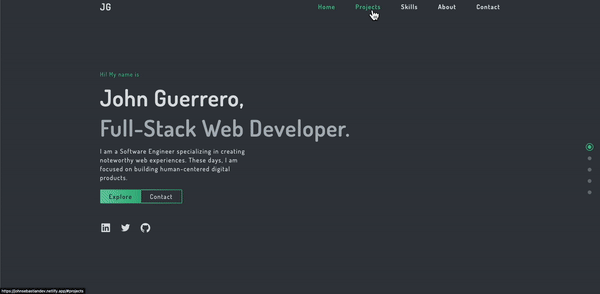 JG
Home Projects Skills About Contact
Hi! My name is
John Guerrero,
Full-Stack Web Developer.
I am a Software Engineer specializing in creating
noteworthy web experiences. These days, I am
focused on building human-centered digital
products.
Explore Contact
https://johnsebastiandev.netlify.app/#projects